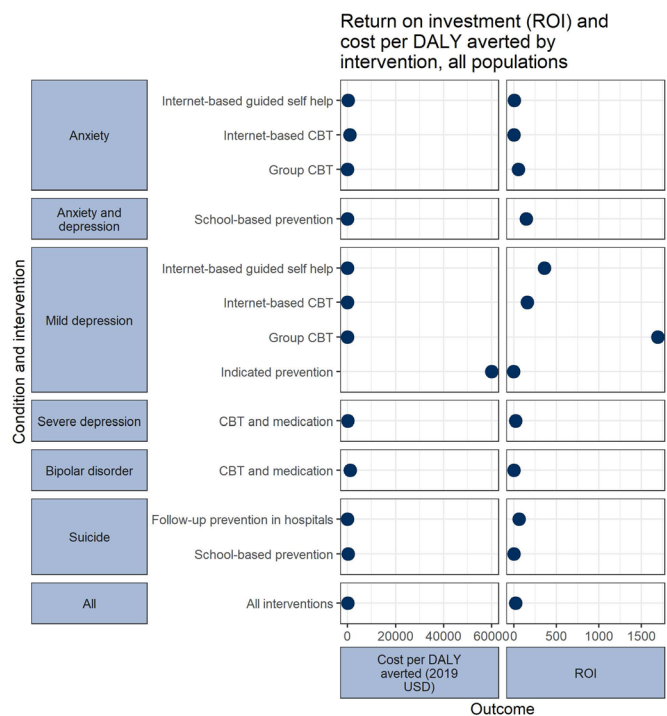 Return on investment (ROI) and
cost per DALY averted by
intervention, all populations
Condition and intervention
Anxiety
Internet-based guided self help
Internet-based CBT
Group CBT
Anxiety and
depression
School-based prevention
Mild depression
Internet-based guided self help
Internet-based CBT
Group CBT
Indicated prevention
Severe depression
CBT and medication
Bipolar disorder
CBT and medication
Suicide
Follow-up prevention in hospitals
School-based prevention
All
All interventions
0 20000 40000 60000 0 500 1000 1500
Cost per DALY
averted (2019
USD)
ROI
Outcome